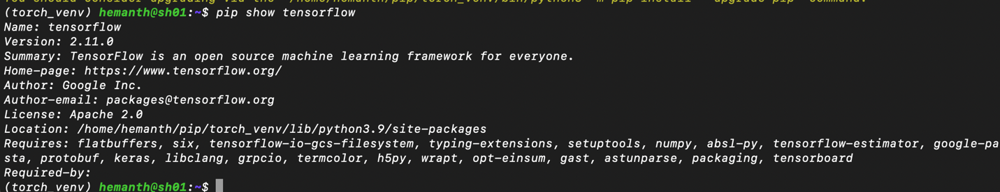 (torch_venv) hemanth@sh01:~$ pip show tensorflow
Name: tensorflow
Version: 2.11.0
Summary: TensorFlow is an open source machine learning framework for everyone.
Home-page: https://www.tensorflow.org/
Author: Google Inc.
Author-email: packages@tensorflow.org
License: Apache 2.0
Location: /home/hemanth/pip/torch_venv/lib/python3.9/site-packages
Requires: flatbuffers, six, tensorflow-io-gcs-filesystem, typing-extensions, setuptools, numpy, absl-py, tensorflow-estimator, google-pa
sta, protobuf, keras, libclang, grpcio, termcolor, h5py, wrapt, opt-einsum, gast, astunparse, packaging, tensorboard
Required-by:
(torch_venv) hemanth@sh01:~$